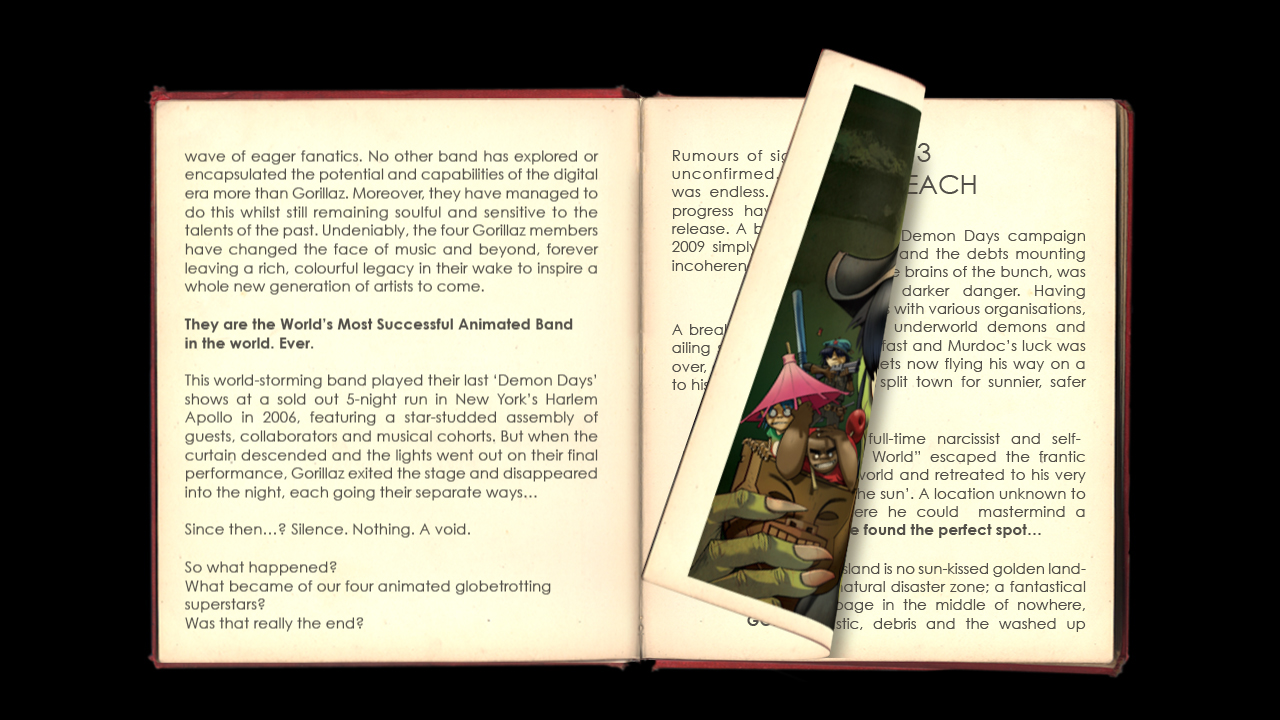 wave of eager fanatics. No other band has explored or
encapsulated the potential and capabilities of the digital
era more than Gorillaz. Moreover, they have managed to
do this whilst still remaining soulful and sensitive to the
talents of the past. Undeniably, the four Gorillaz members
have changed the face of music and beyond, forever
leaving a rich, colourful legacy in their wake to inspire a
whole new generation of artists to come.
They are the World's Most Successful Animated Band
in the world. Ever.
This world-storming band played their last 'Demon Days'
shows at a sold out 5-night run in New York's Harlem
Apollo in 2006, featuring a star-studded assembly of
guests, collaborators and musical cohorts. But when the
curtain descended and the lights went out on their final
performance, Gorillaz exited the stage and disappeared
into the night, each going their separate ways...
Since then...? Silence. Nothing. A void.
So what happened?
What became of our four animated globetrotting
superstars?
Was that really the end?
Rumours of
unconfirmed.
was endless.
progress
release. A
2009 simply
A
ailing
over,
to his
3
Demon Days campaign
and the debts mounting
brains of the bunch, was
darker danger. Having
with various organisations,
underworld demons and
fast and Murdoc's luck was
now flying his way on a
split town for sunnier, safer
full-time narcissist and self-
World" escaped the frantic
and retreated to his very
sun'. A location unknown to
he could mastermind a
found the perfect spot...
is no sun-kissed golden land-
disaster zone; a fantastical
in the middle of nowhere,
debris and the washed up